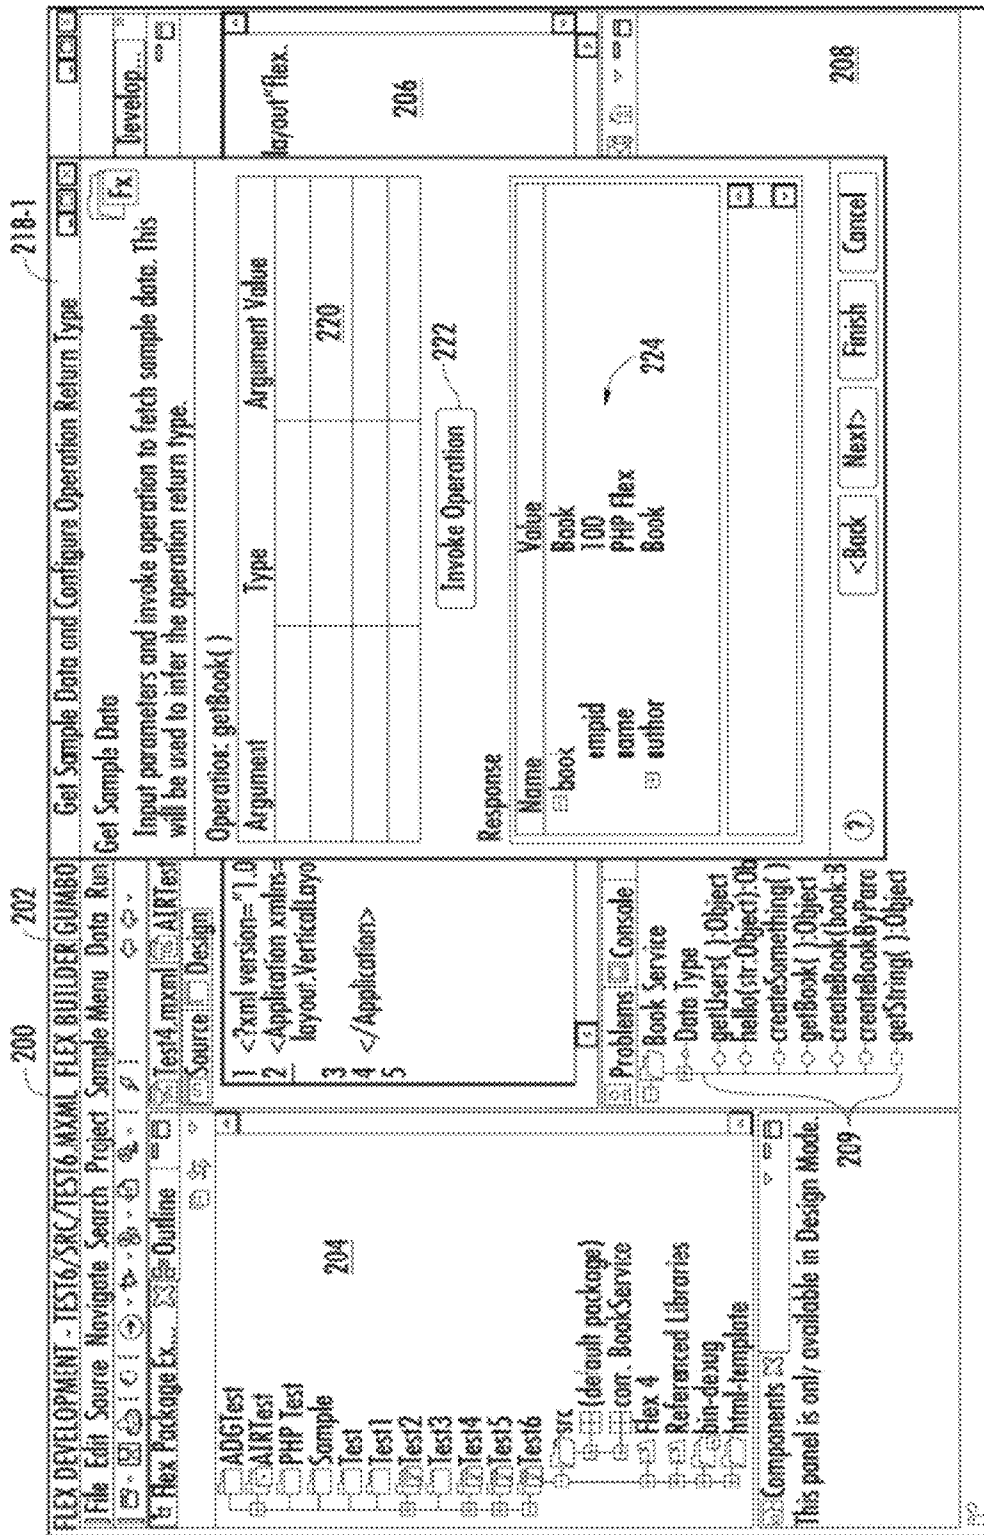 200
202
218-1
FLEX DEVELOPMENT - TEST6/SRC/TEST6 MXML FLEX BUILDER GUMBO
File Edit Source Navigate Search Project Sample Menu Data Run
Flex Package Ex...
Outline
ADGTest
AIRTest
PHP Test
Sample
Test
Test1
Test2
Test3
Test4
Test5
Test6
src
(default package)
BookService
Flex 4
Referenced Libraries
bin-debug
html-template
204
Components
This panel is only available in Design Mode.
Test4.mxml
AIRTest
Source
Design
1 <?xml version="1.0
2 <Application xmlns=
layout.VerticalLayo
3
4 </Application>
5
Problems
Console
Book Service
Data Type
getUsers( ):Object
hello(str:Object):Ob
createSomething( )
getBook( ):Object
createBook(book:B
createBookByParc
getString( ):Object
209
Get Sample Data and Configure Operation Return Type
Get Sample Data
Fx
Input parameters and invoke operation to fetch sample data. This
will be used to infer the operation return type.
Operation: getBook( )
Argument Type Argument Value
220
Invoke Operation
222
Response
Name Value
book Book
empid 100
name PHP Flex
author Book
224
?
<Back Next> Finish Cancel
Develop...
layout"flex.
206
208